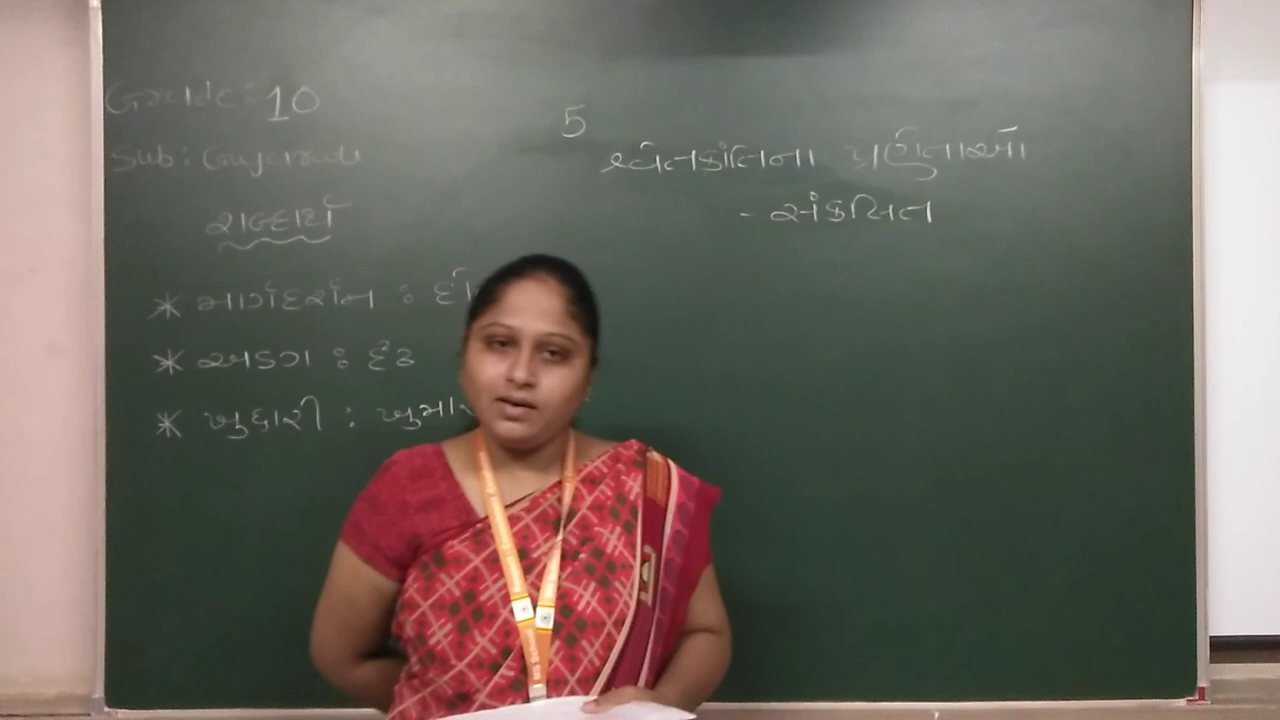 Grade: 10
Sub: Gujarati
શબ્દાર્થ
* માર્ગદર્શન :
* અડગ : દૃઢ
* ખુદ્દારી :
5
શ્વેતક્રાંતિના પ્રણેતાઓ
- સંકલિત